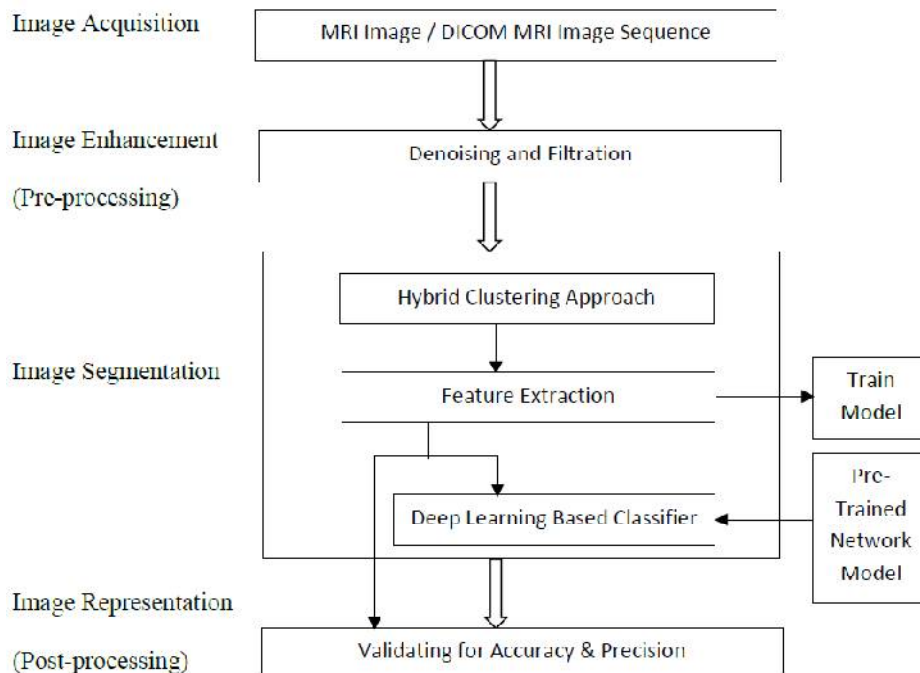 Image Acquisition
MRI Image / DICOM MRI Image Sequence
Image Enhancement
(Pre-processing)
Denoising and Filtration
Hybrid Clustering Approach
Image Segmentation
Feature Extraction
Train
Model
Deep Learning Based Classifier
Pre-
Trained
Network
Model
Image Representation
(Post-processing)
Validating for Accuracy & Precision